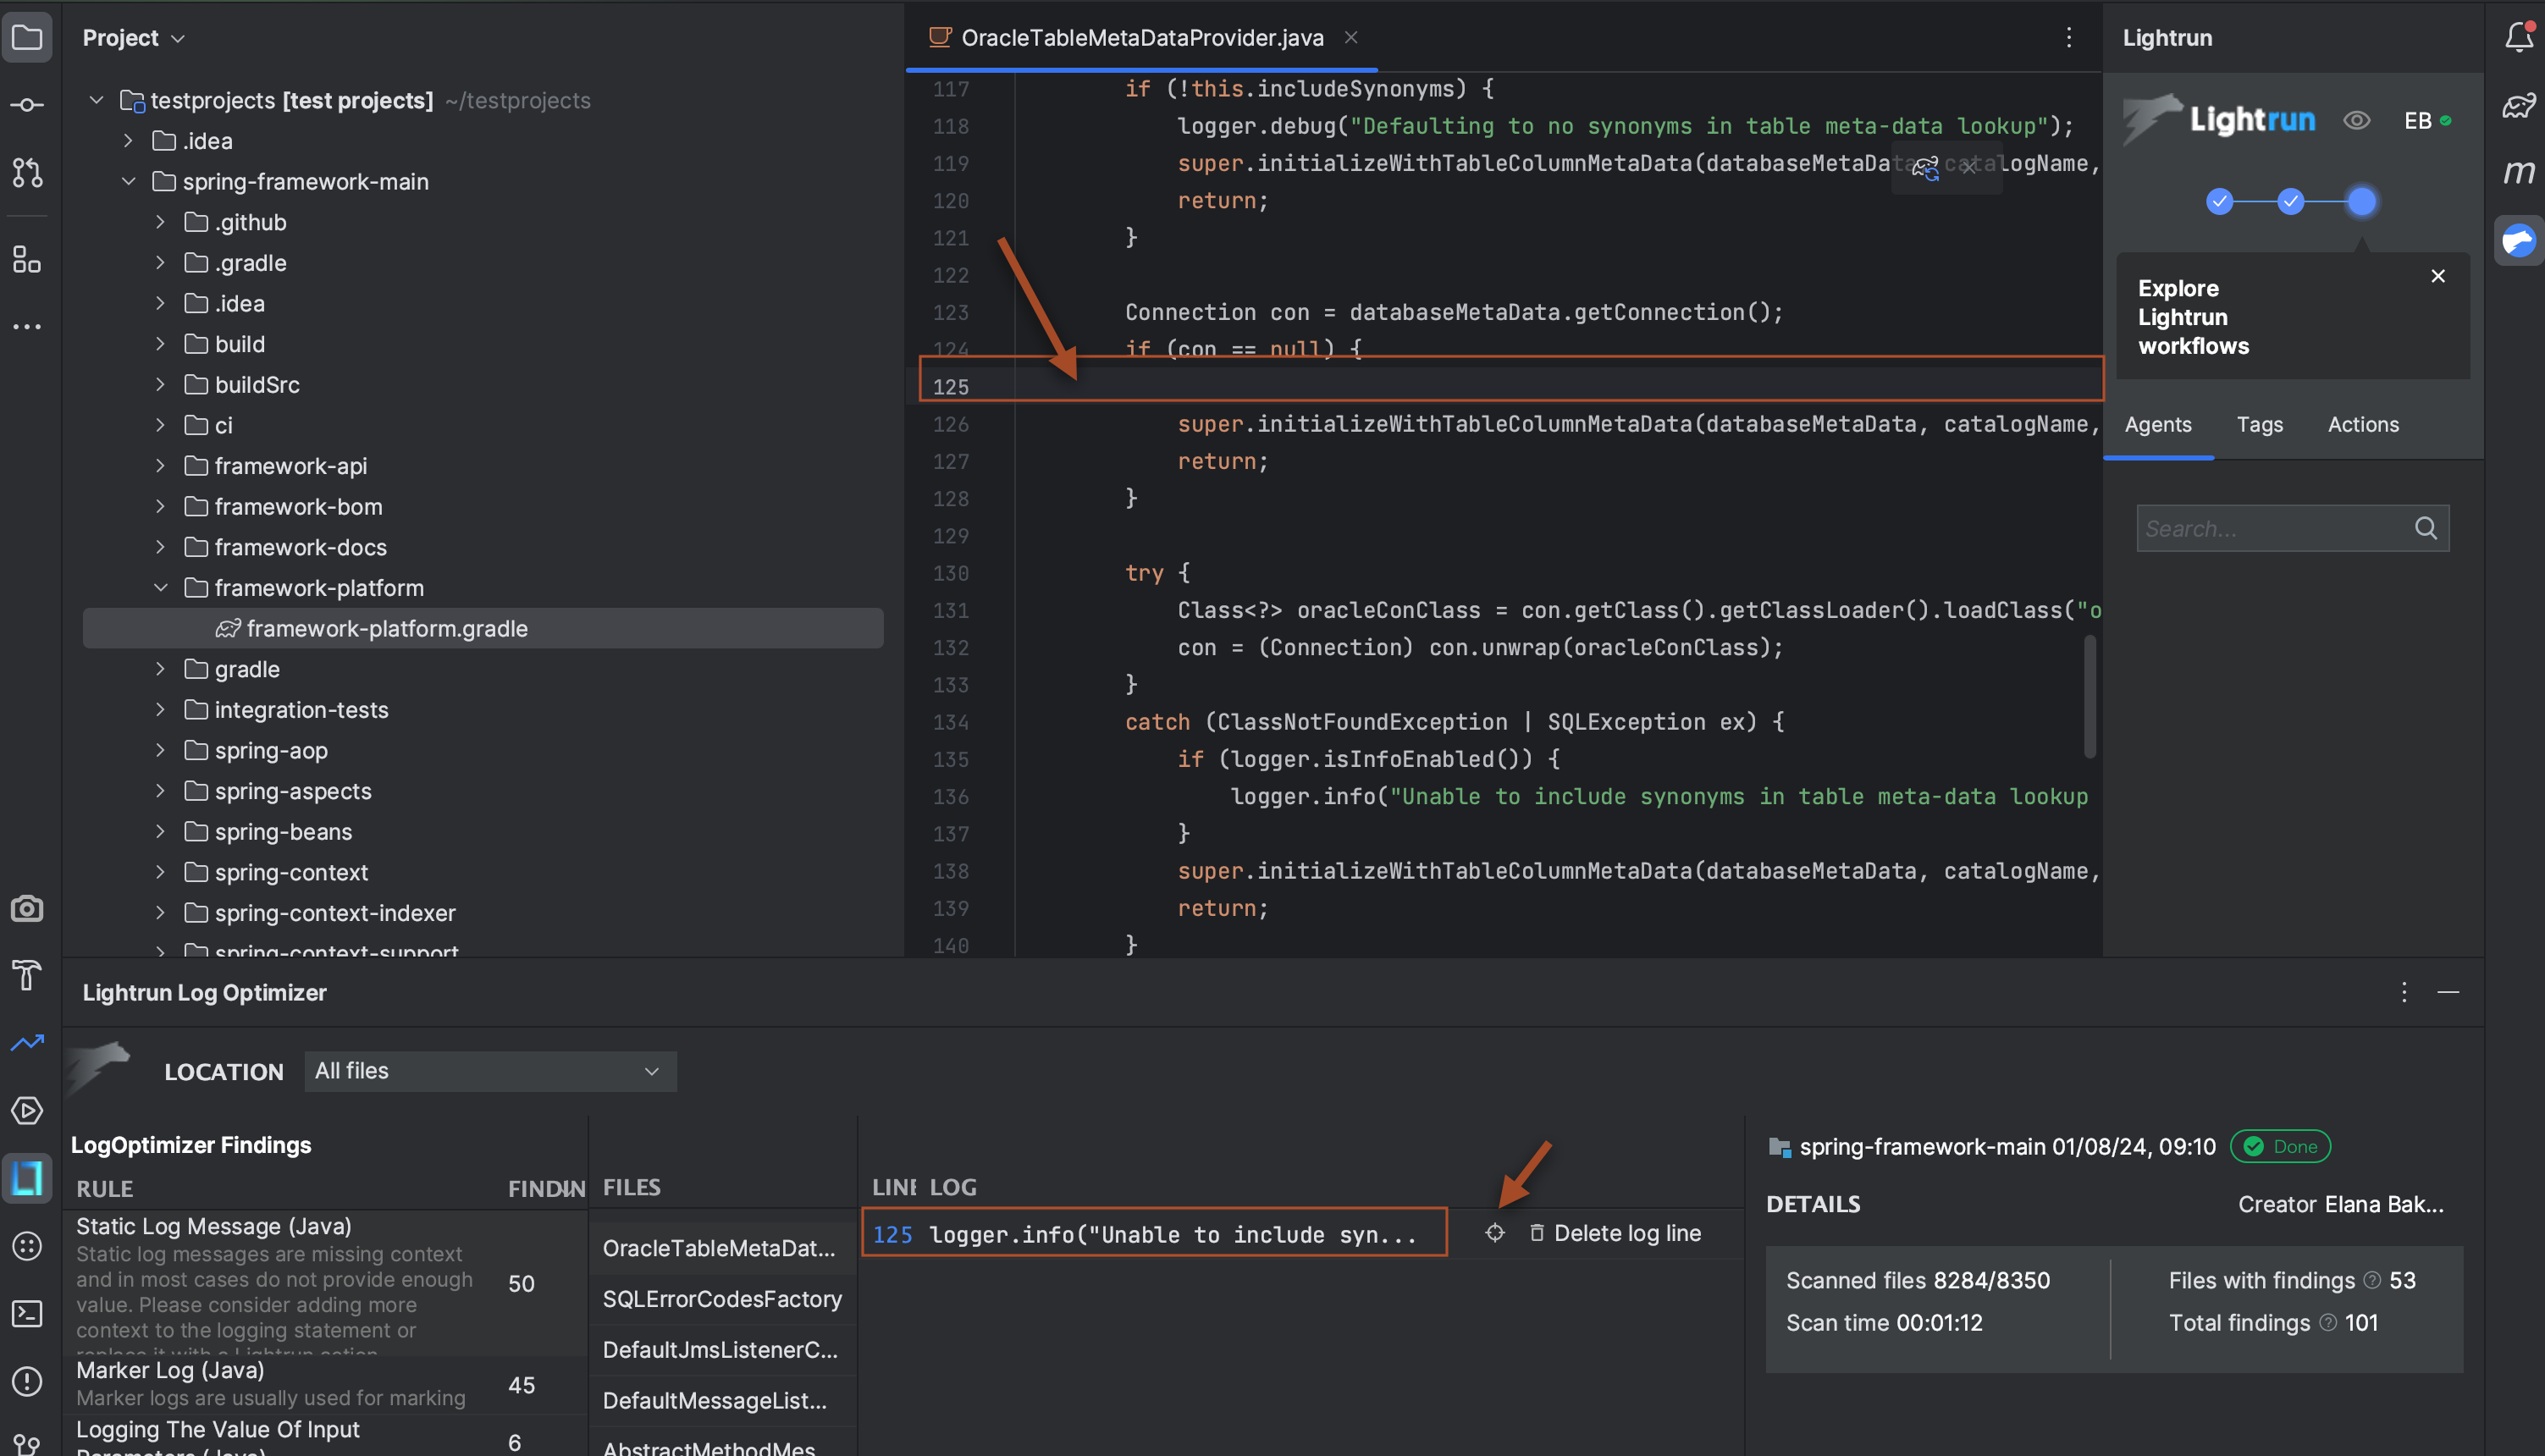 Project
testprojects [test projects] ~/testprojects
.idea
spring-framework-main
.github
.gradle
.idea
build
buildSrc
ci
framework-api
framework-bom
framework-docs
framework-platform
framework-platform.gradle
gradle
integration-tests
spring-aop
spring-aspects
spring-beans
spring-context
spring-context-indexer
spring-context-support
OracleTableMetaDataProvider.java
117 if (!this.includeSynonyms) {
118 logger.debug("Defaulting to no synonyms in table meta-data lookup");
119 super.initializeWithTableColumnMetaData(databaseMetaData, catalogName,
120 return;
121 }
122
123 Connection con = databaseMetaData.getConnection();
124 if (con == null) {
125
126 super.initializeWithTableColumnMetaData(databaseMetaData, catalogName,
127 return;
128 }
129
130 try {
131 Class<?> oracleConClass = con.getClass().getClassLoader().loadClass("o
132 con = (Connection) con.unwrap(oracleConClass);
133 }
134 catch (ClassNotFoundException | SQLException ex) {
135 if (logger.isInfoEnabled()) {
136 logger.info("Unable to include synonyms in table meta-data lookup
137 }
138 super.initializeWithTableColumnMetaData(databaseMetaData, catalogName,
139 return;
140 }
Lightrun
Lightrun EB
Explore
Lightrun
workflows
Agents Tags Actions
Search...
m
Lightrun Log Optimizer
LOCATION All files
LogOptimizer Findings
RULE FINDIN
Static Log Message (Java)
Static log messages are missing context
and in most cases do not provide enough
value. Please consider adding more
context to the logging statement or
replace it with a Lightrun action
50
Marker Log (Java)
Marker logs are usually used for marking
45
Logging The Value Of Input
Parameters (Java)
6
FILES
OracleTableMetaDat...
SQLErrorCodesFactory
DefaultJmsListenerC...
DefaultMessageList...
AbstractMethodMes
LINE LOG
125 logger.info("Unable to include syn...
Delete log line
spring-framework-main 01/08/24, 09:10 Done
DETAILS Creator Elana Bak...
Scanned files 8284/8350
Scan time 00:01:12
Files with findings ? 53
Total findings ? 101